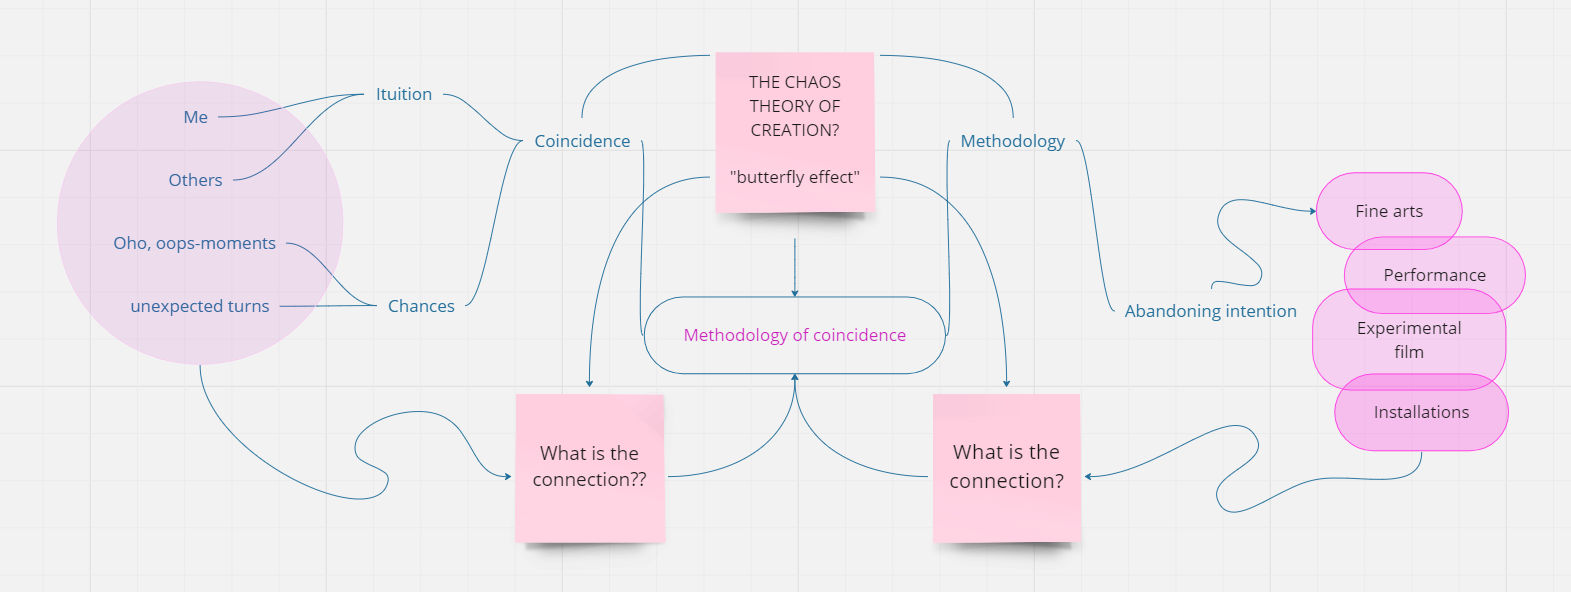 THE CHAOS
THEORY OF
CREATION?
"butterfly effect"
Ituition
Me
Others
Coincidence
Oho, oops-moments
unexpected turns
Chances
Methodology
Abandoning intention
Fine arts
Performance
Experimental
film
Installations
Methodology of coincidence
What is the
connection??
What is the
connection?